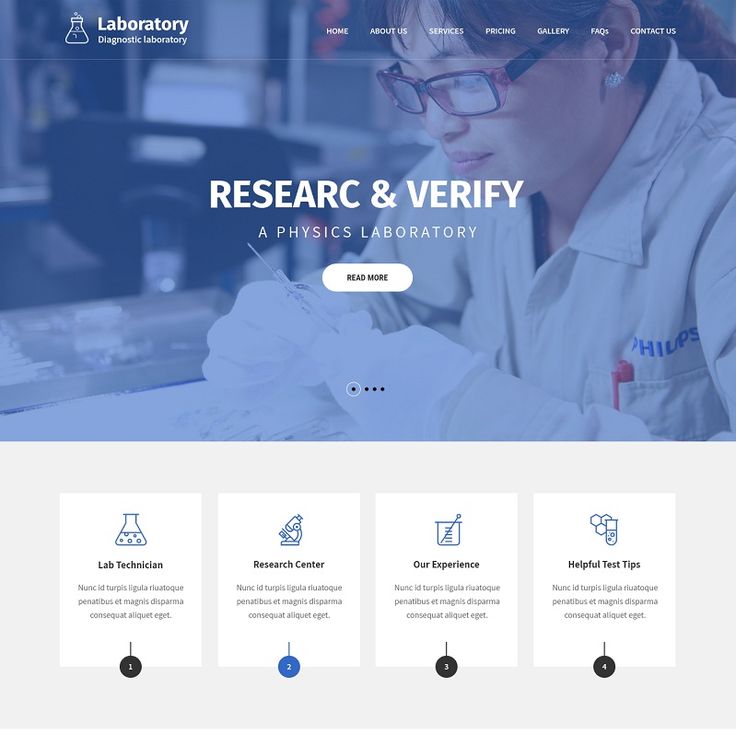 Laboratory
Diagnostic laboratory
HOME ABOUT US SERVICES PRICING GALLERY FAQs CONTACT US
RESEARC & VERIFY
A PHYSICS LABORATORY
READ MORE
PHILIPS
Lab Technician
Nunc id turpis ligula riuatoque
penatibus et magnis disparma
consequat aliquet eget.
1
Research Center
Nunc id turpis ligula riuatoque
penatibus et magnis disparma
consequat aliquet eget.
2
Our Experience
Nunc id turpis ligula riuatoque
penatibus et magnis disparma
consequat aliquet eget.
3
Helpful Test Tips
Nunc id turpis ligula riuatoque
penatibus et magnis disparma
consequat aliquet eget.
4